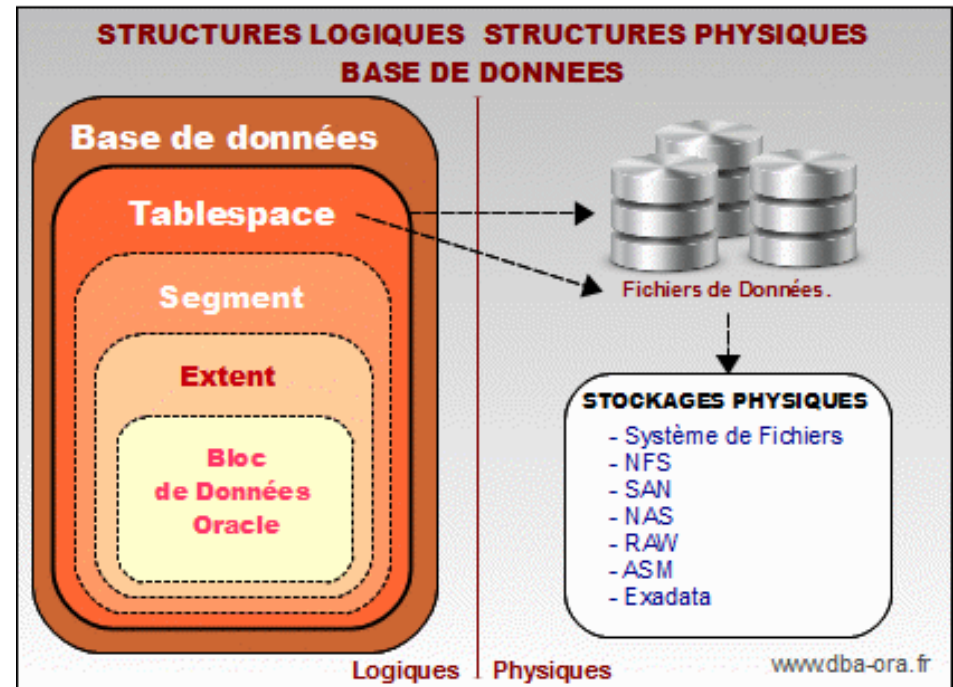 STRUCTURES LOGIQUES STRUCTURES PHYSIQUES
BASE DE DONNEES
Base de données
Tablespace
Segment
Extent
Bloc
de Données
Oracle
Fichiers de Données.
STOCKAGES PHYSIQUES
- Système de Fichiers
- NFS
- SAN
- NAS
- RAW
- ASM
- Exadata
Logiques Physiques
www.dba-ora.fr